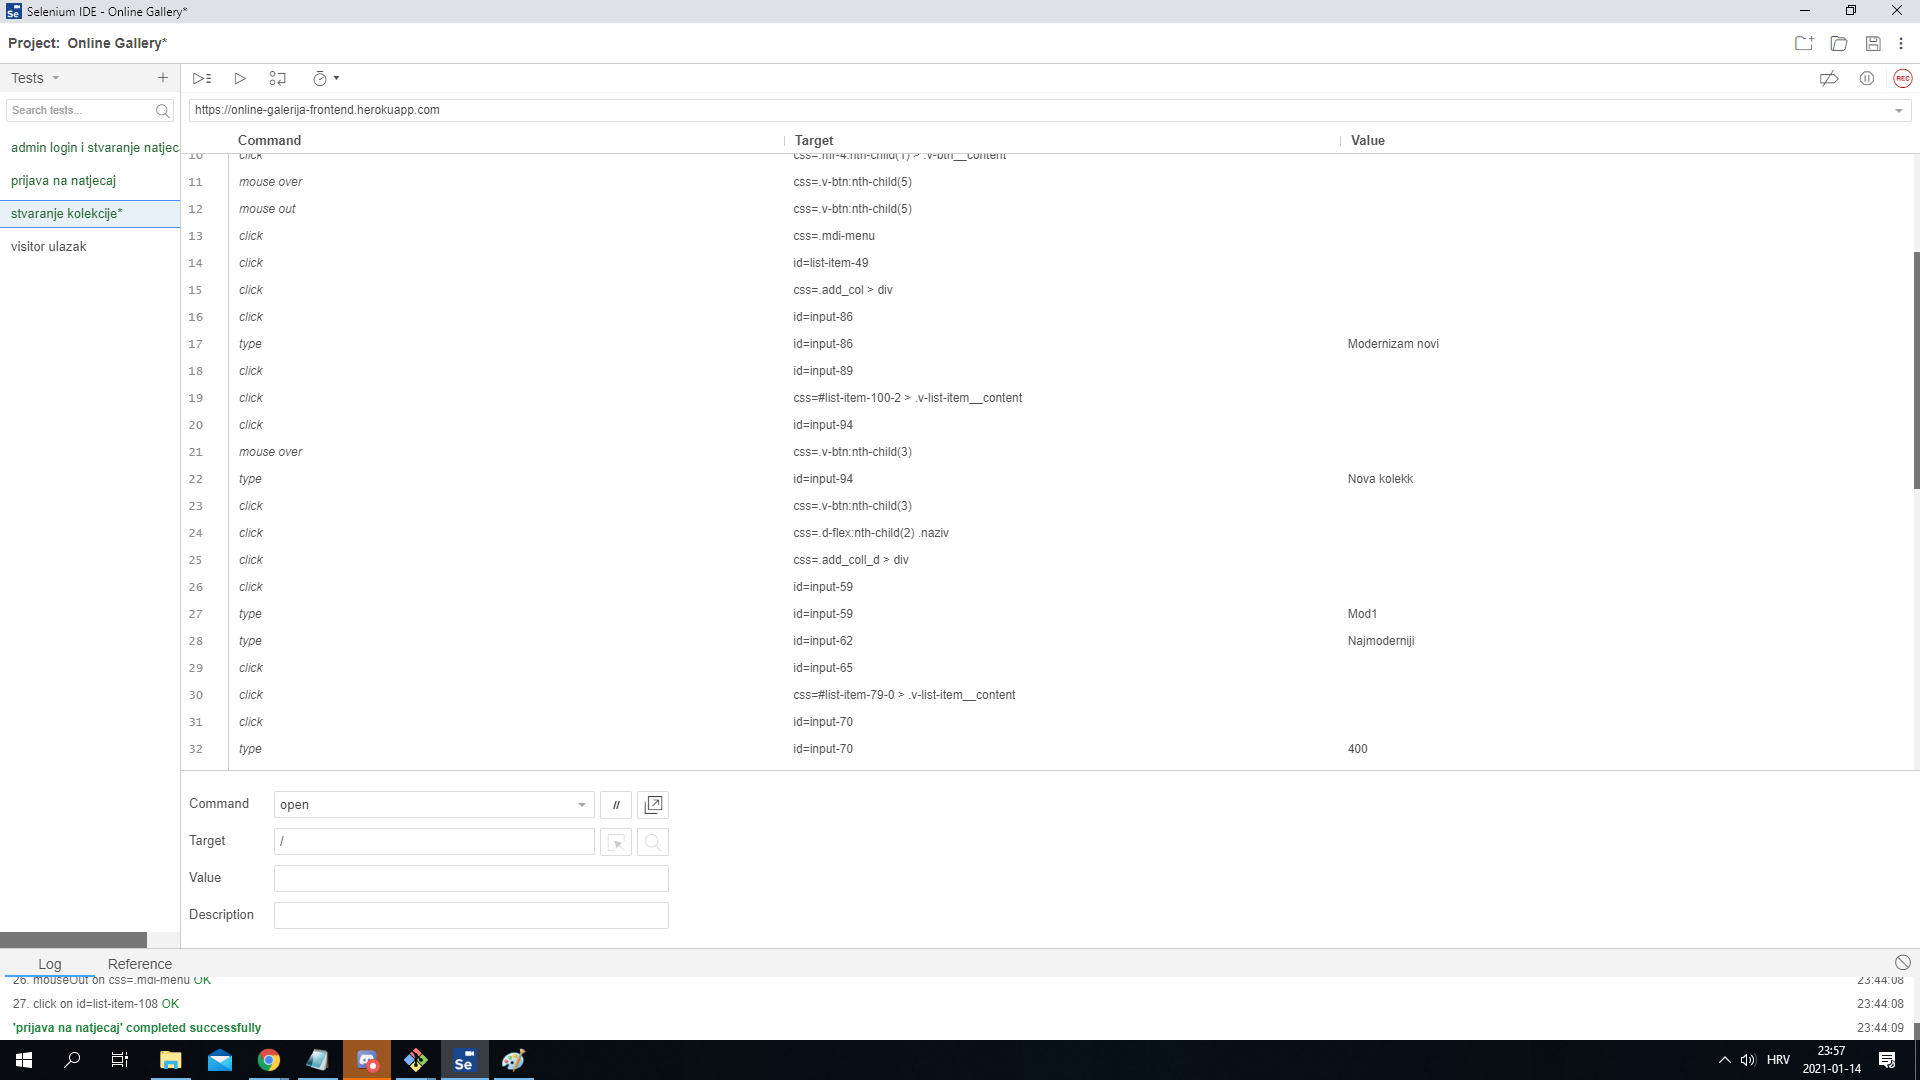 Selenium IDE - Online Gallery*
Project: Online Gallery*
Tests
Search tests...
https://online-galerija-frontend.herokuapp.com
REC
Command Target Value
admin login i stvaranje natjec
prijava na natjecaj
stvaranje kolekcije*
visitor ulazak
10 click css=.mr-4:nth-child(1) > .v-btn__content
11 mouse over css=.v-btn:nth-child(5)
12 mouse out css=.v-btn:nth-child(5)
13 click css=.mdi-menu
14 click id=list-item-49
15 click css=.add_col > div
16 click id=input-86
17 type id=input-86 Modernizam novi
18 click id=input-89
19 click css=#list-item-100-2 > .v-list-item__content
20 click id=input-94
21 mouse over css=.v-btn:nth-child(3)
22 type id=input-94 Nova kolekk
23 click css=.v-btn:nth-child(3)
24 click css=.d-flex:nth-child(2) .naziv
25 click css=.add_coll_d > div
26 click id=input-59
27 type id=input-59 Mod1
28 type id=input-62 Najmoderniji
29 click id=input-65
30 click css=#list-item-79-0 > .v-list-item__content
31 click id=input-70
32 type id=input-70 400
Command open //
Target /
Value
Description
Log Reference
26. mouseOut on css=.mdi-menu OK 23:44:08
27. click on id=list-item-108 OK 23:44:08
'prijava na natjecaj' completed successfully 23:44:09
Se
HRV
23:57
2021-01-14